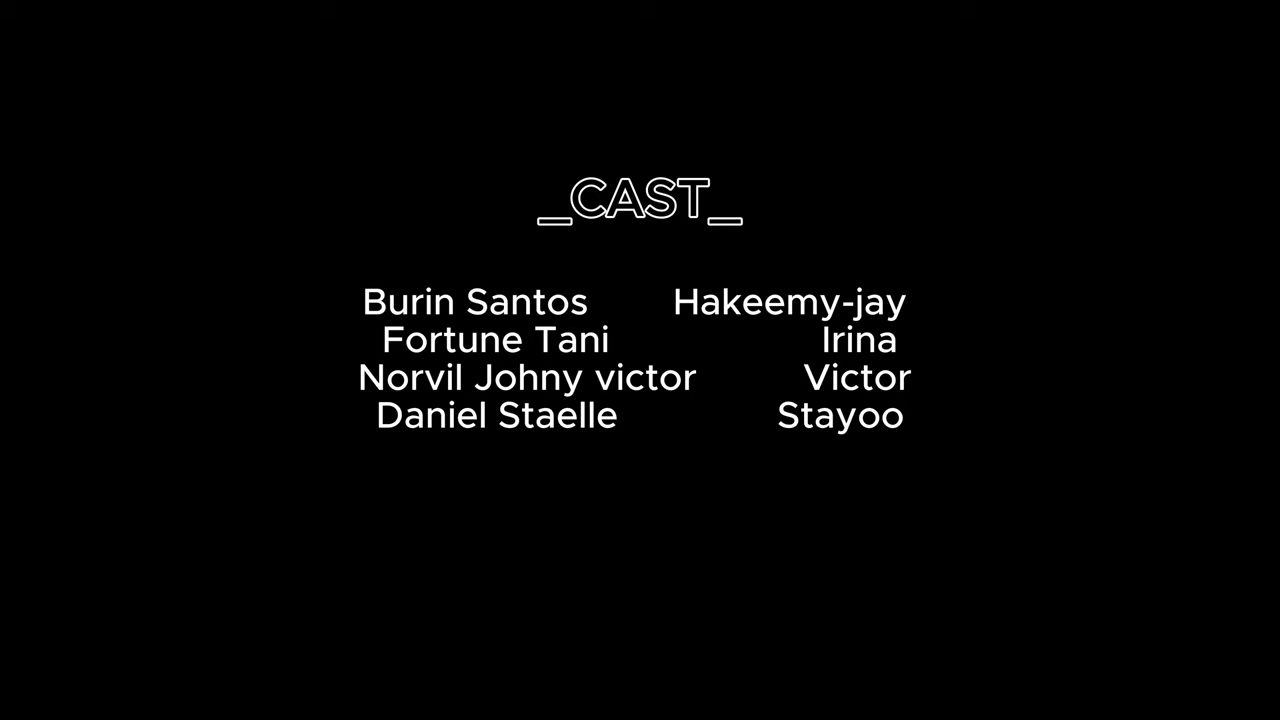 _CAST_
Burin Santos Hakeemy-jay
Fortune Tani Irina
Norvil Johny victor Victor
Daniel Staelle Stayoo